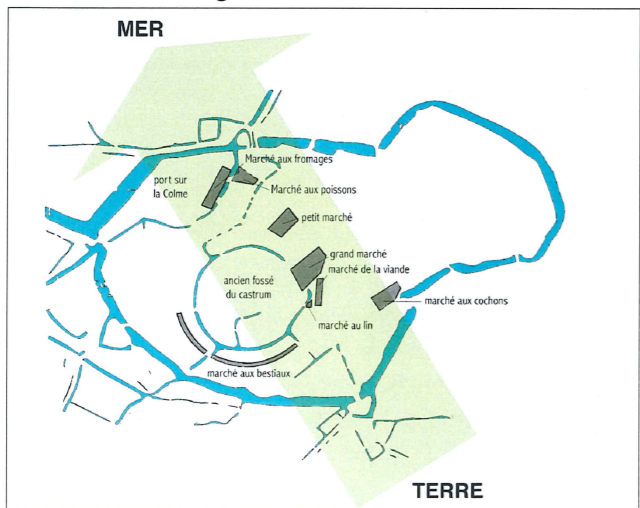 MER
Marché aux fromages
port sur
la Colme
Marché aux poissons
petit marché
grand marché
marché de la viande
ancien fossé
du castrum
marché aux cochons
marché au lin
marché aux bestiaux
TERRE